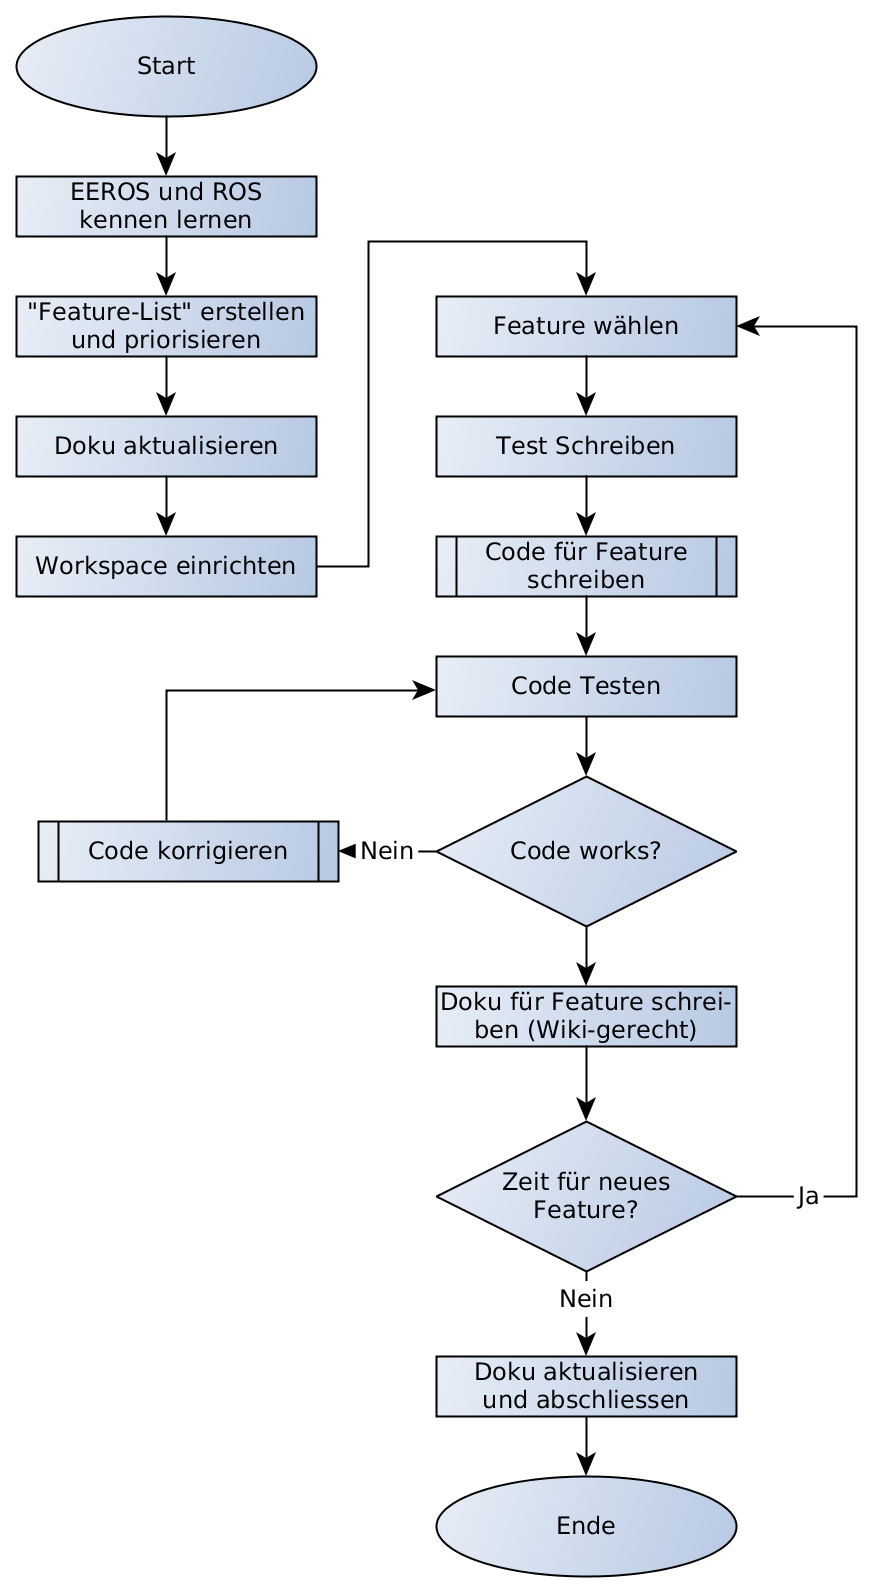 Start
EEROS und ROS
kennen lernen
"Feature-List" erstellen
und priorisieren
Doku aktualisieren
Workspace einrichten
Feature wählen
Test Schreiben
Code für Feature
schreiben
Code Testen
Code works?
Nein
Code korrigieren
Doku für Feature schrei-
ben (Wiki-gerecht)
Zeit für neues
Feature?
Ja
Nein
Doku aktualisieren
und abschliessen
Ende